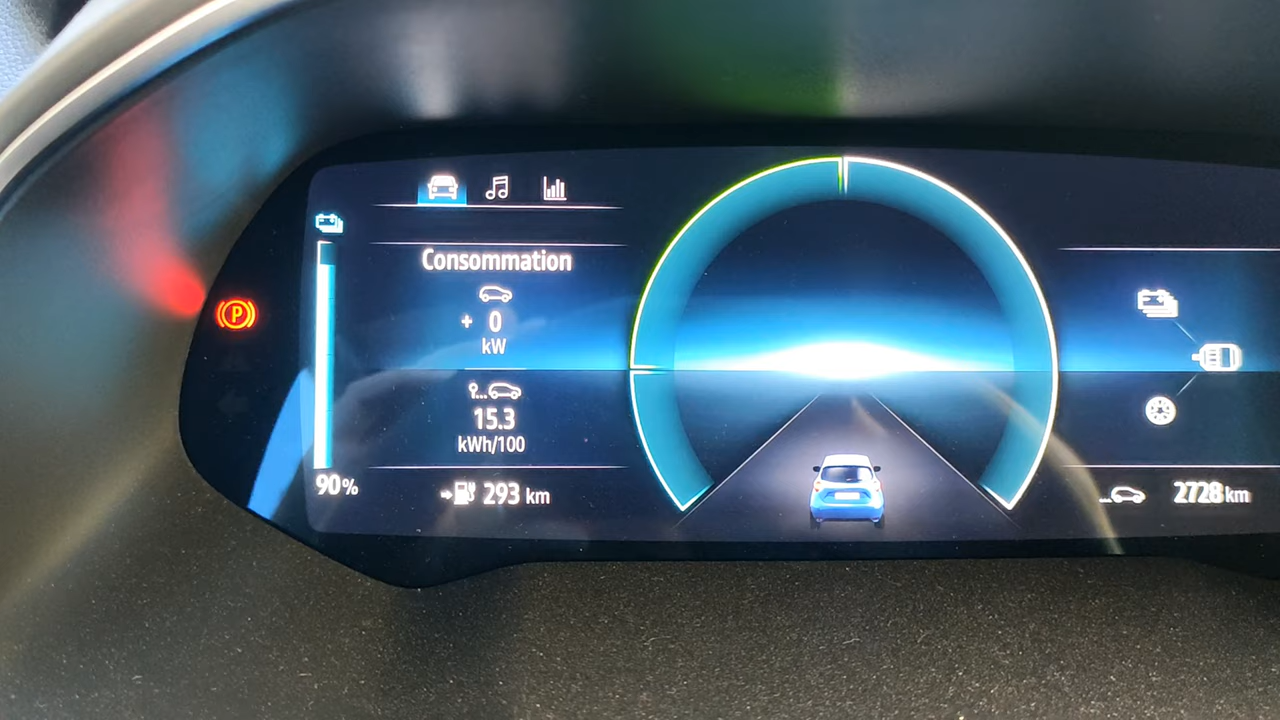 Consommation
+ 0
kW
15.3
kWh/100
P
90%
293 km
2728 km